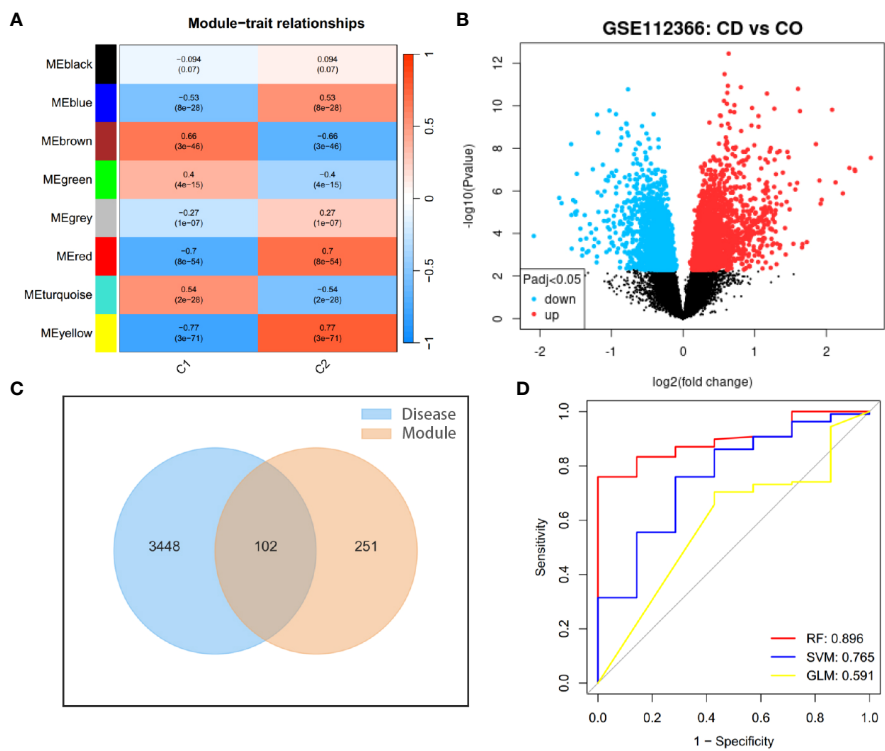 A
Module−trait relationships
MEblack
−0.094
(0.07)
0.094
(0.07)
MEblue
−0.53
(8e−28)
0.53
(8e−28)
MEbrown
0.66
(3e−46)
−0.66
(3e−46)
MEgreen
0.4
(4e−15)
−0.4
(4e−15)
MEgrey
−0.27
(1e−07)
0.27
(1e−07)
MEred
−0.7
(8e−54)
0.7
(8e−54)
MEturquoise
0.54
(2e−28)
−0.54
(2e−28)
MEyellow
−0.77
(3e−71)
0.77
(3e−71)
C1
C2
1
0.5
0
−0.5
−1
B
GSE112366: CD vs CO
-log10(Pvalue)
12
10
8
6
4
2
0
Padj<0.05
down
up
-2
-1
0
1
2
log2(fold change)
C
Disease
Module
3448
102
251
D
Sensitivity
1.0
0.8
0.6
0.4
0.2
0.0
RF: 0.896
SVM: 0.765
GLM: 0.591
0.0
0.2
0.4
0.6
0.8
1.0
1 − Specificity